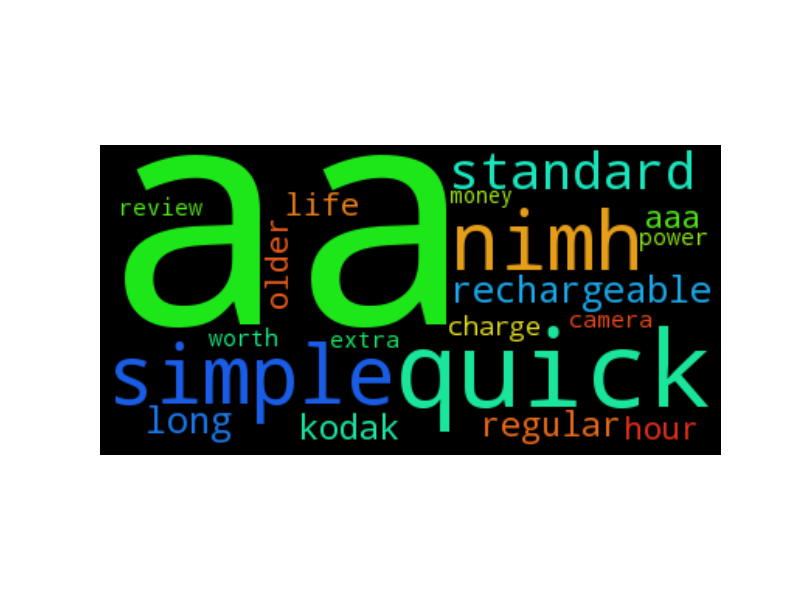 aa
standard
money
review
life
older
nimh
aaa
power
rechargeable
charge
camera
worth
extra
simple
quick
long
kodak
regular
hour